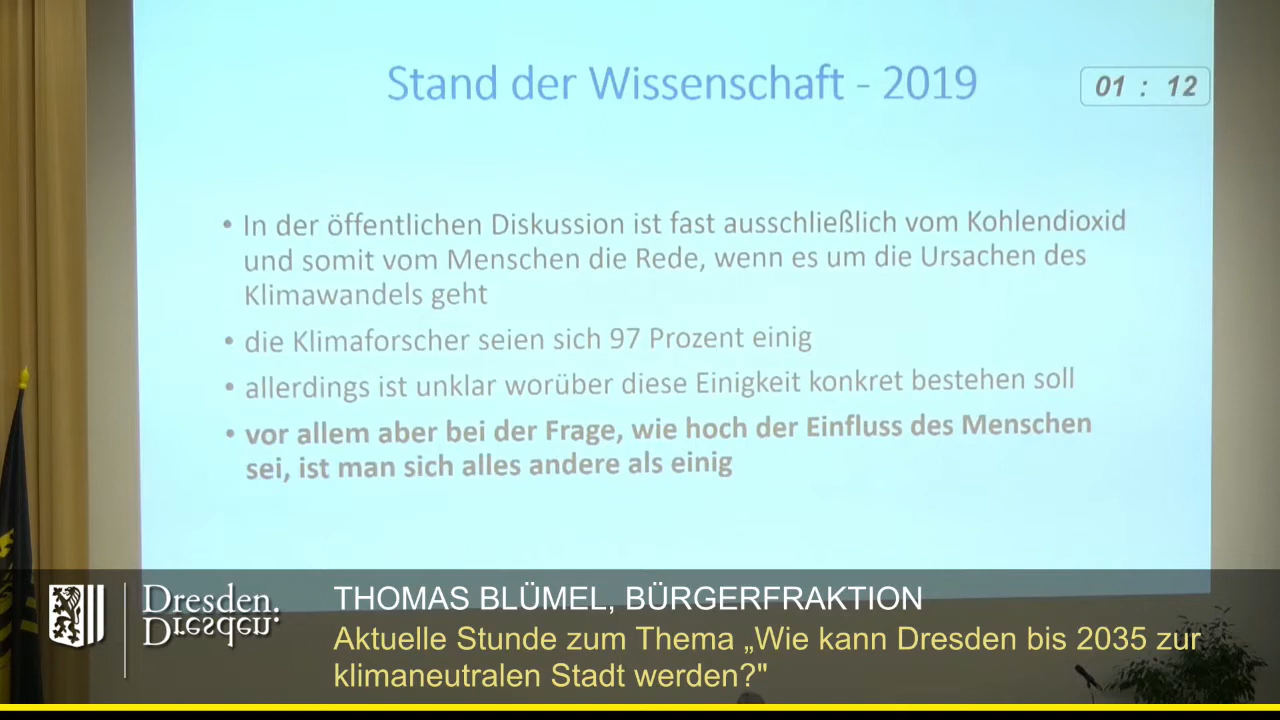 Stand der Wissenschaft - 2019
01 : 12
• In der öffentlichen Diskussion ist fast ausschließlich vom Kohlendioxid
und somit vom Menschen die Rede, wenn es um die Ursachen des
Klimawandels geht
• die Klimaforscher seien sich 97 Prozent einig
• allerdings ist unklar worüber diese Einigkeit konkret bestehen soll
• vor allem aber bei der Frage, wie hoch der Einfluss des Menschen
sei, ist man sich alles andere als einig
Dresden.
Dresden.
THOMAS BLÜMEL, BÜRGERFRAKTION
Aktuelle Stunde zum Thema „Wie kann Dresden bis 2035 zur
klimaneutralen Stadt werden?"